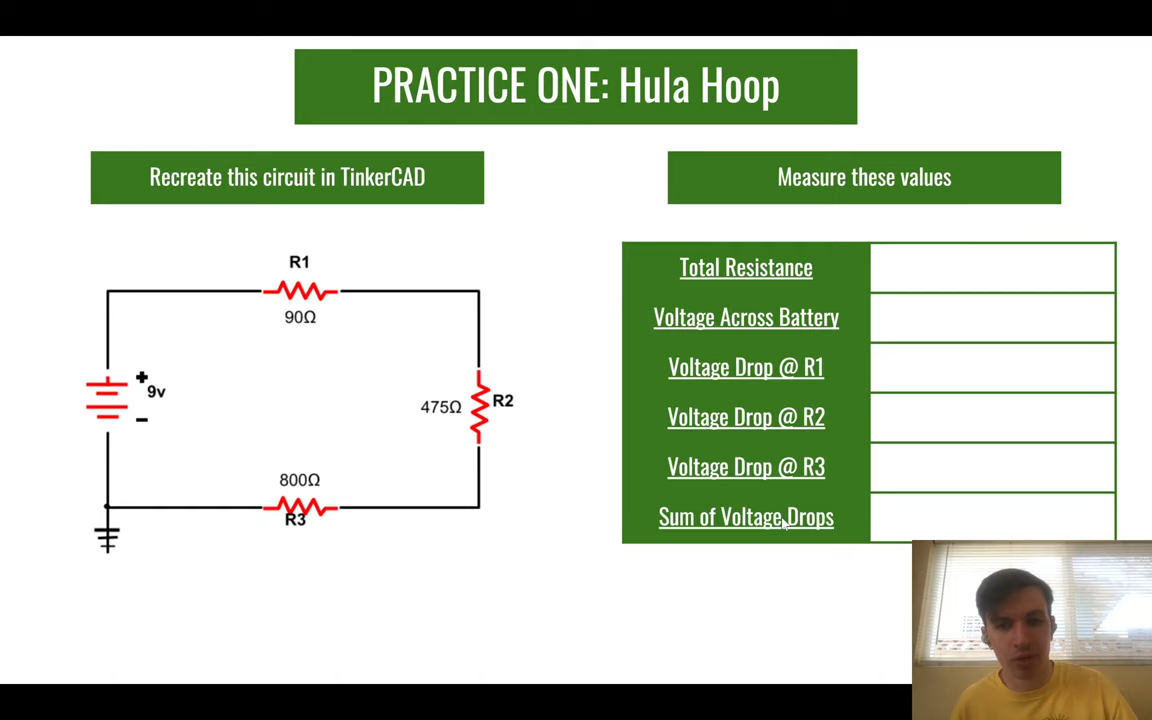 PRACTICE ONE: Hula Hoop
Recreate this circuit in TinkerCAD
Measure these values
R1
90Ω
+
9v
-
475Ω
R2
800Ω
R3
Total Resistance
Voltage Across Battery
Voltage Drop @ R1
Voltage Drop @ R2
Voltage Drop @ R3
Sum of Voltage Drops